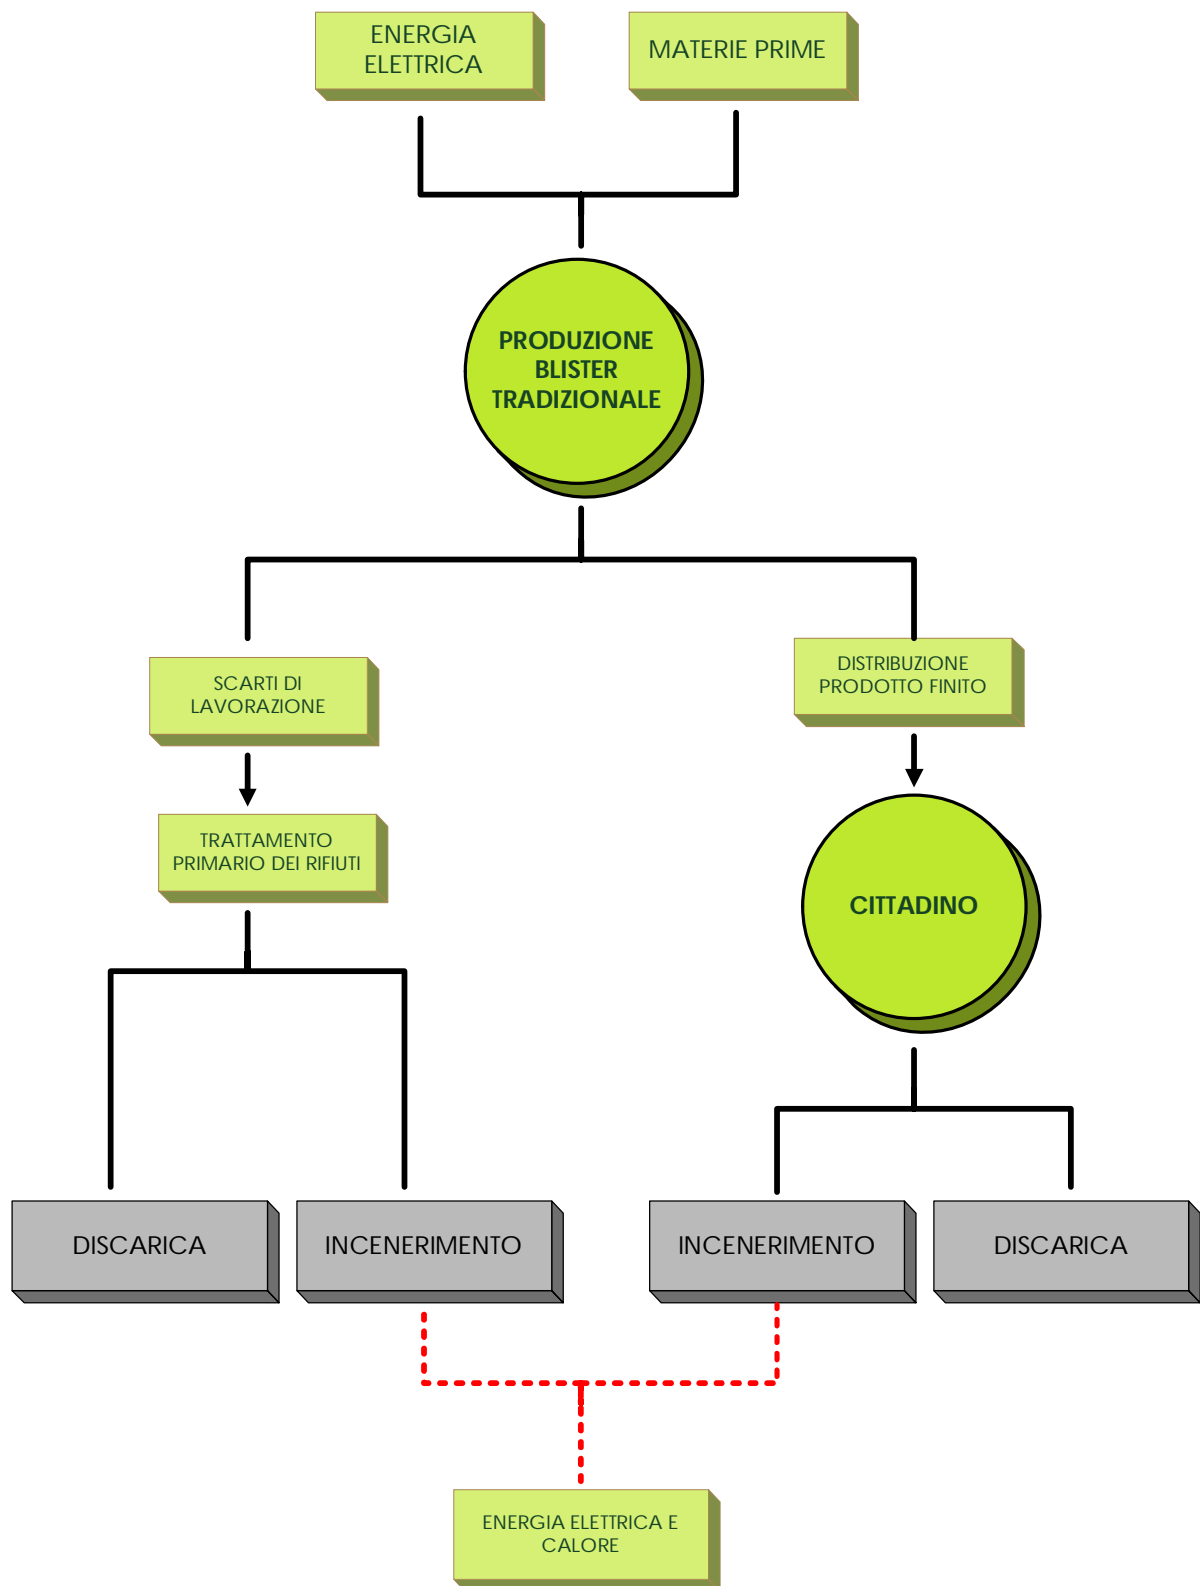 ENERGIA
ELETTRICA
MATERIE PRIME
PRODUZIONE
BLISTER
TRADIZIONALE
SCARTI DI
LAVORAZIONE
DISTRIBUZIONE
PRODOTTO FINITO
TRATTAMENTO
PRIMARIO DEI RIFIUTI
CITTADINO
DISCARICA
INCENERIMENTO
INCENERIMENTO
DISCARICA
ENERGIA ELETTRICA E
CALORE